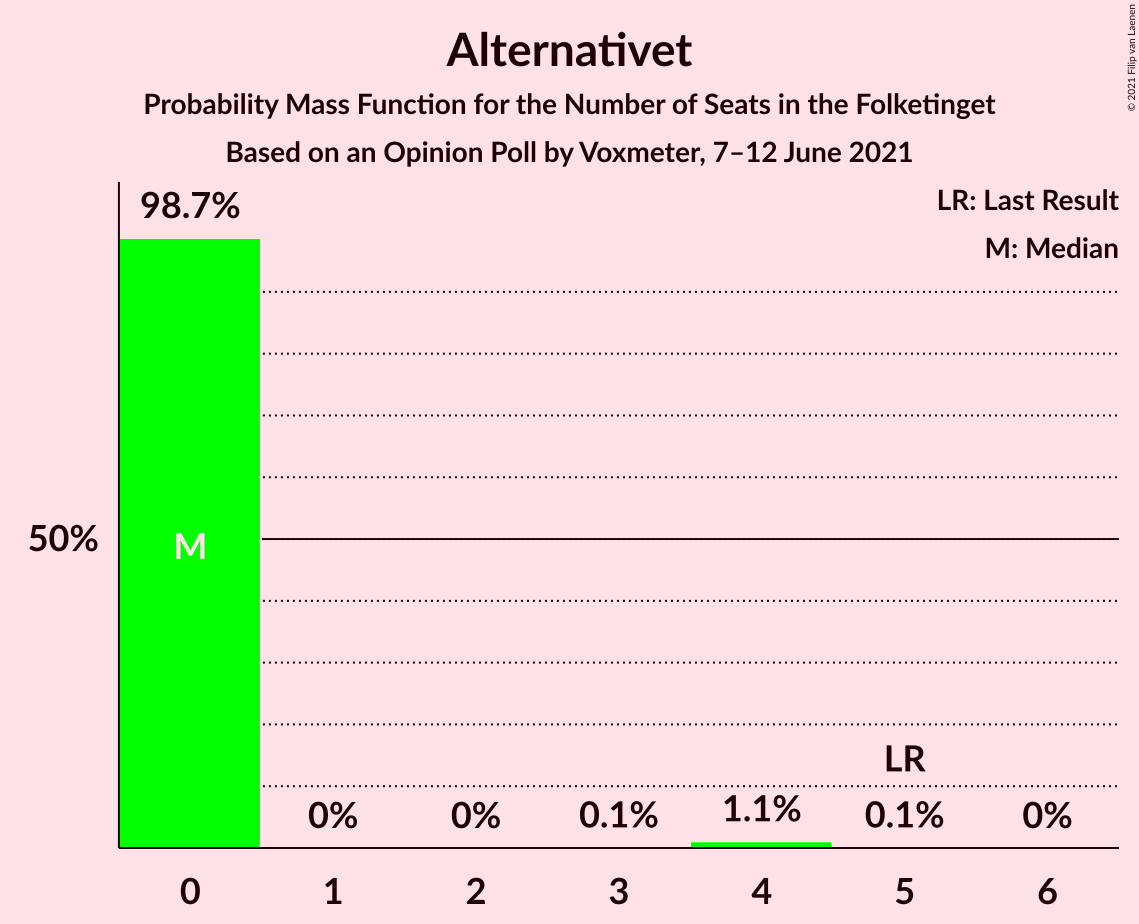 Alternativet
Probability Mass Function for the Number of Seats in the Folketinget
Based on an Opinion Poll by Voxmeter, 7–12 June 2021
© 2021 Filip van Laenen
LR: Last Result
M: Median
98.7%
50%
M
LR
0%
0%
0.1%
1.1%
0.1%
0%
0
1
2
3
4
5
6